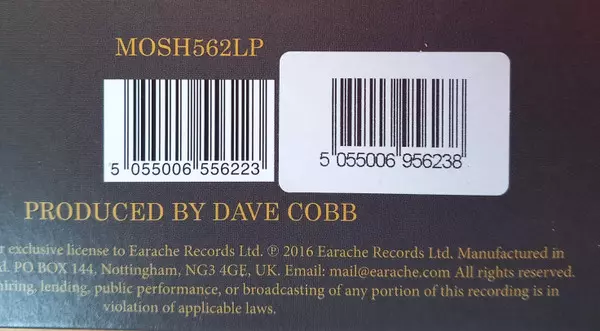 MOSH562LP
5 055006 556223
5 055006 956238
PRODUCED BY DAVE COBB
exclusive license to Earache Records Ltd. ℗ 2016 Earache Records Ltd. Manufactured in
PO BOX 144, Nottingham, NG3 4GE, UK. Email: mail@earache.com All rights reserved.
lending, public performance, or broadcasting of any portion of this recording is in
violation of applicable laws.